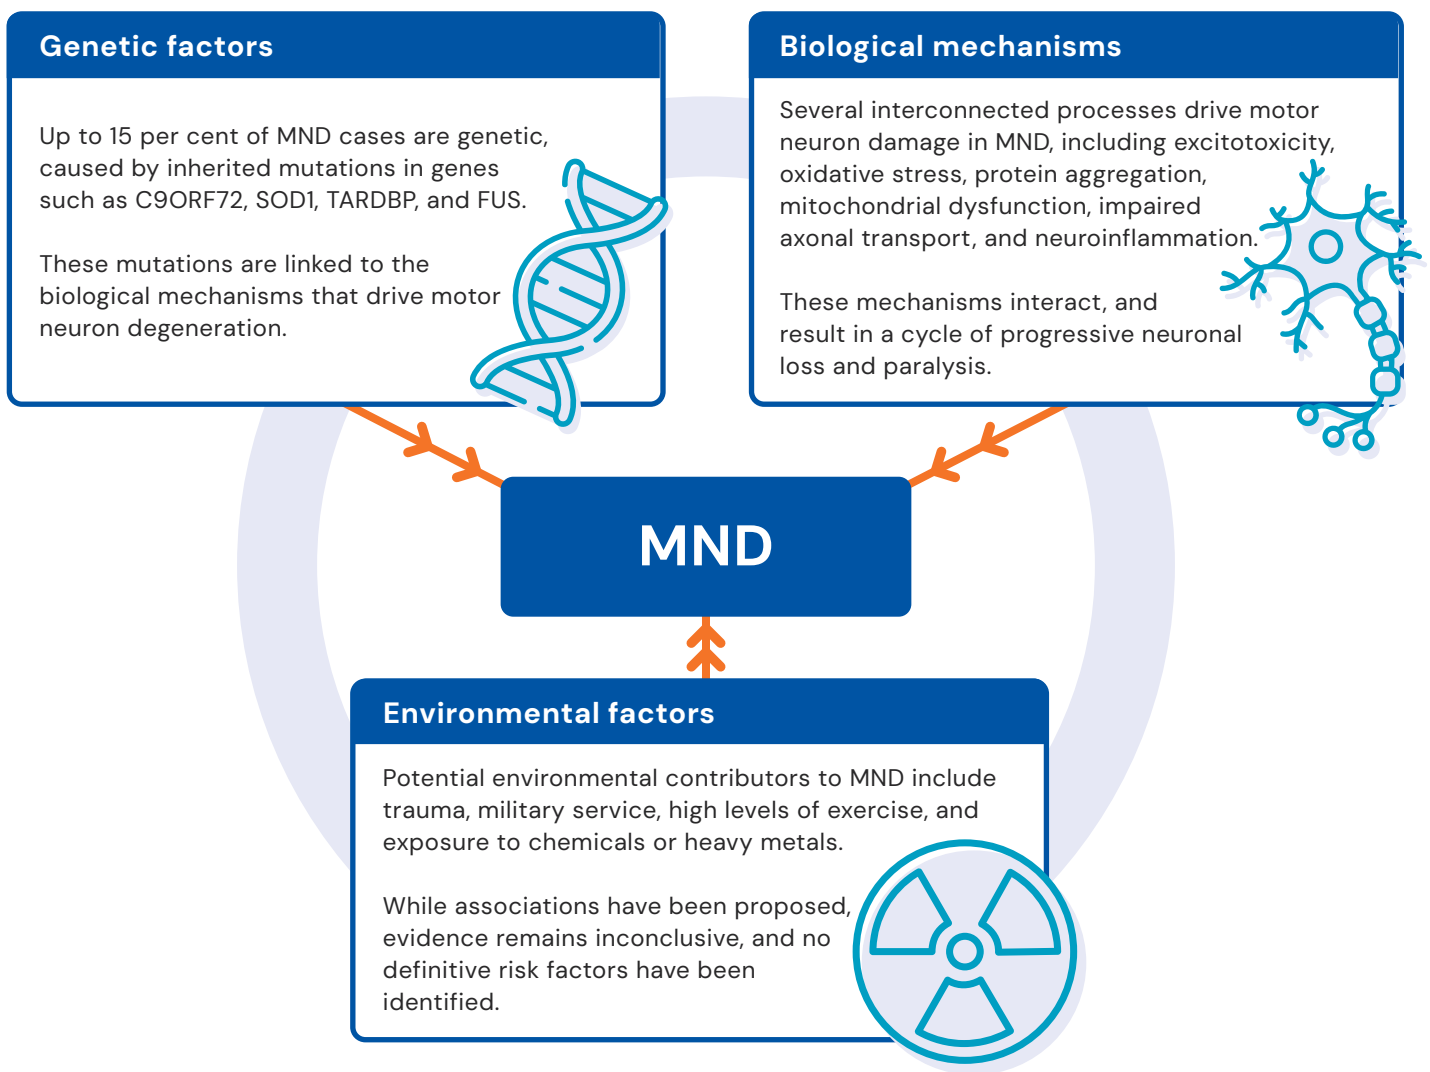 Genetic factors
Up to 15 per cent of MND cases are genetic,
caused by inherited mutations in genes
such as C9ORF72, SOD1, TARDBP, and FUS.
These mutations are linked to the
biological mechanisms that drive motor
neuron degeneration.
Biological mechanisms
Several interconnected processes drive motor
neuron damage in MND, including excitotoxicity,
oxidative stress, protein aggregation,
mitochondrial dysfunction, impaired
axonal transport, and neuroinflammation.
These mechanisms interact, and
result in a cycle of progressive neuronal
loss and paralysis.
MND
Environmental factors
Potential environmental contributors to MND include
trauma, military service, high levels of exercise, and
exposure to chemicals or heavy metals.
While associations have been proposed,
evidence remains inconclusive, and no
definitive risk factors have been
identified.